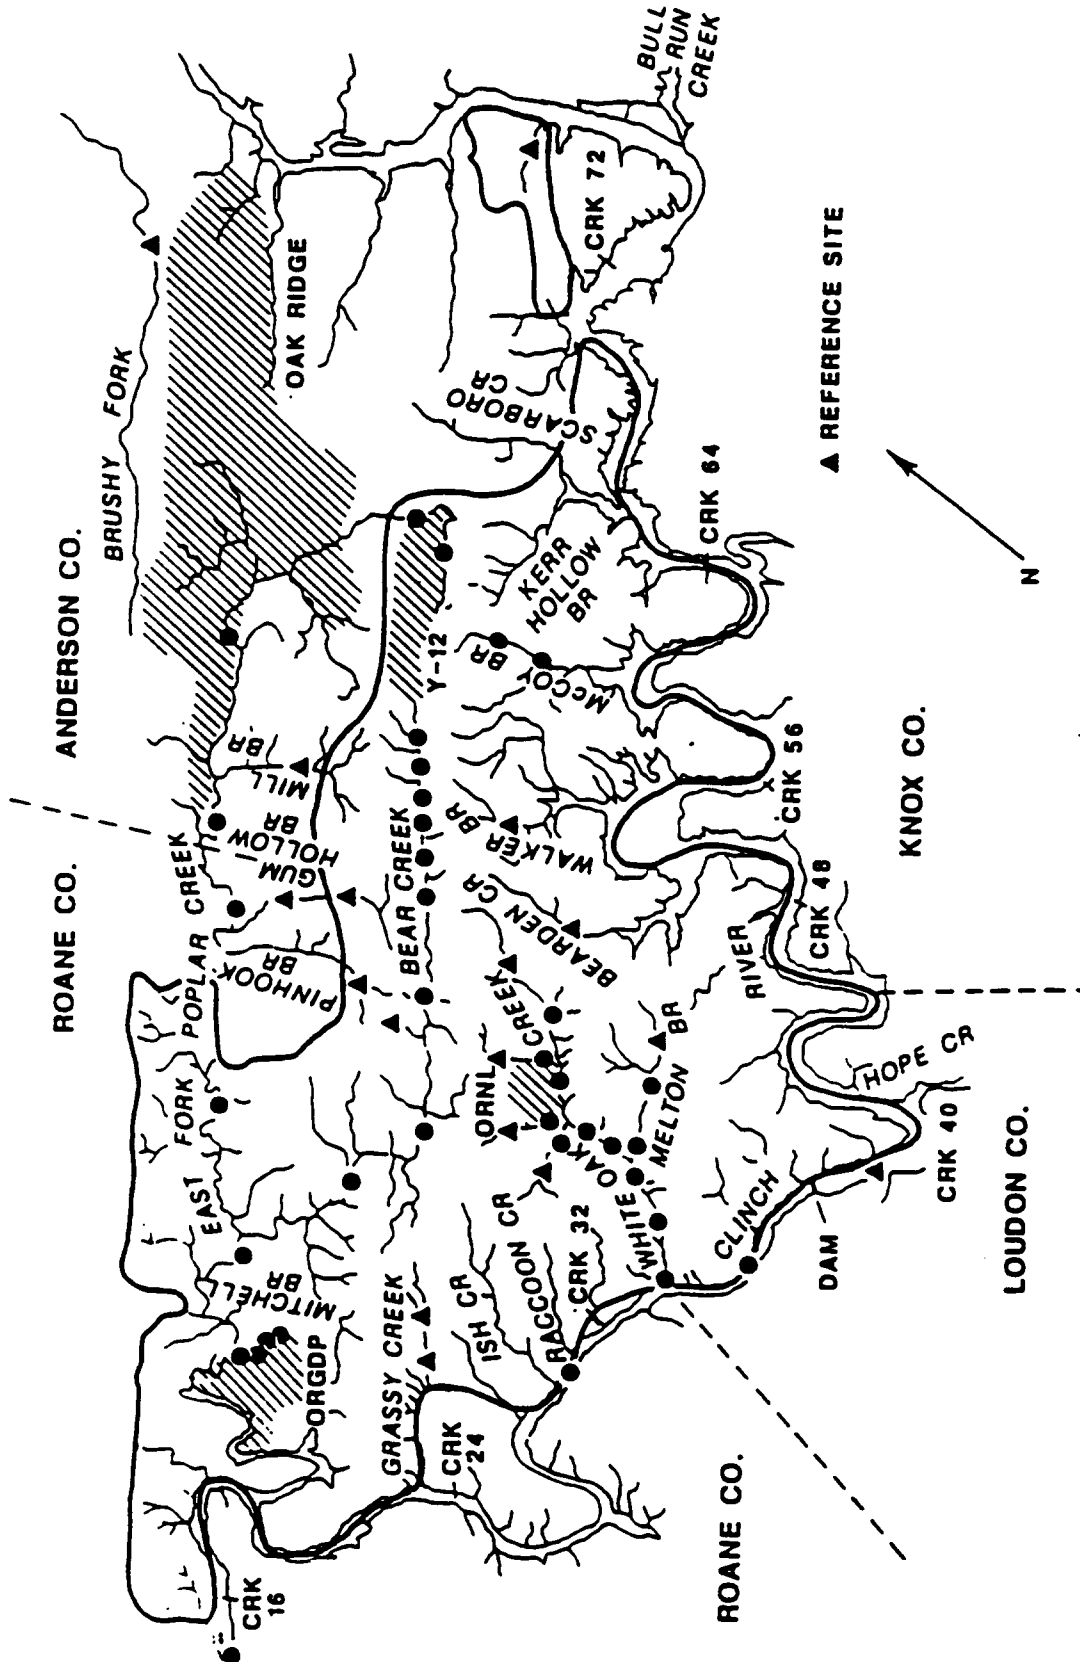 ROANE CO.
ANDERSON CO.
BRUSHY FORK
OAK RIDGE
BULL
RUN
CREEK
CRK 72
SCARBORO
CR
EAST FORK POPLAR CREEK
PINHOOK
BR
GUM
HOLLOW
BR
MILL
BR
Y-12
KERR
HOLLOW
BR
McCOY BR
CRK 64
▲ REFERENCE SITE
N
BEAR CREEK
WALKER BR
BEARDEN CR
CRK 56
KNOX CO.
CRK 48
MITCHELL
BR
ORGDP
GRASSY CREEK
ORNL
WHITE OAK CREEK
MELTON BR
ISH CR
RACCOON CR
CRK 32
CLINCH RIVER
HOPE CR
CRK 40
DAM
LOUDON CO.
CRK
24
CRK
16
ROANE CO.